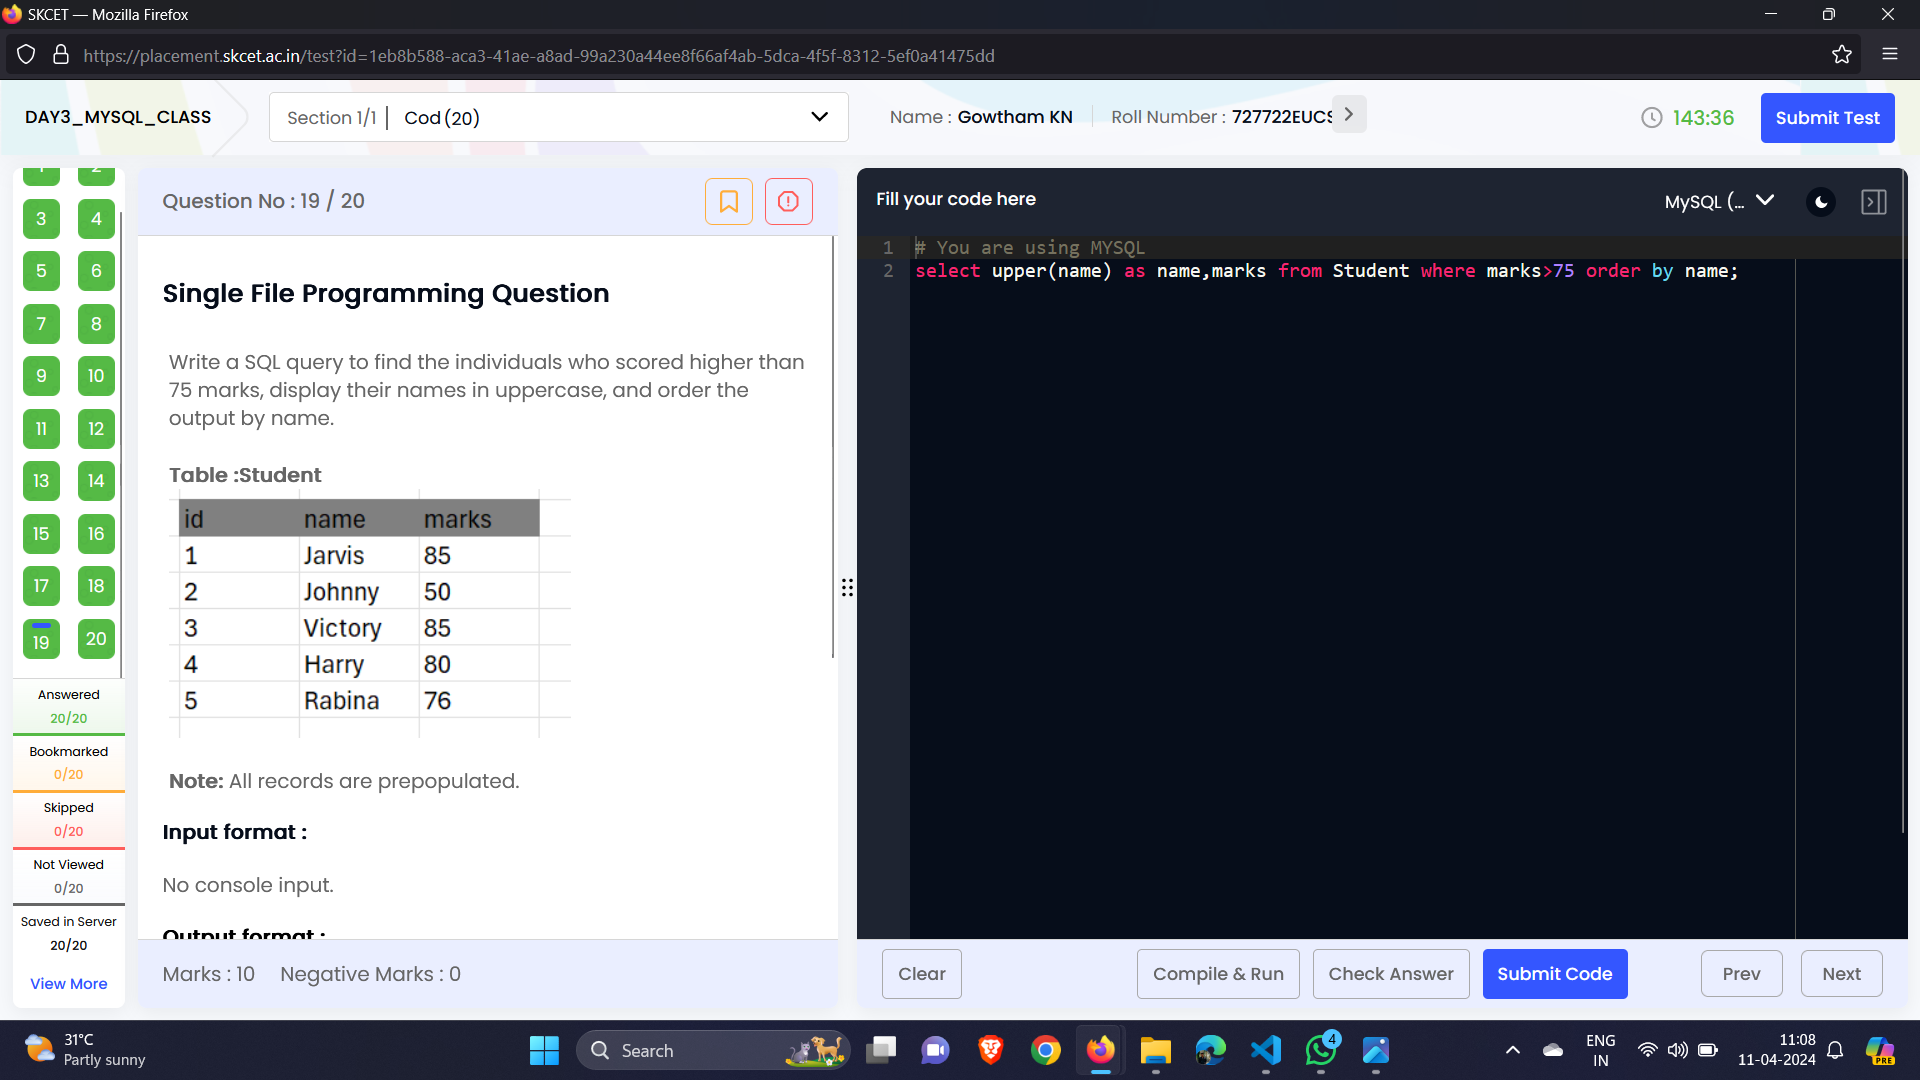 SKCET — Mozilla Firefox
https://placement.skcet.ac.in/test?id=1eb8b588-aca3-41ae-a8ad-99a230a44ee8f66af4ab-5dca-4f5f-8312-5ef0a41475dd
DAY3_MYSQL_CLASS
Section 1/1 | Cod (20)
Name : Gowtham KN
Roll Number : 727722EUCS
143:36
Submit Test
1 2
3 4
5 6
7 8
9 10
11 12
13 14
15 16
17 18
19 20
Answered
20/20
Bookmarked
0/20
Skipped
0/20
Not Viewed
0/20
Saved in Server
20/20
View More
Question No : 19 / 20
Single File Programming Question
Write a SQL query to find the individuals who scored higher than
75 marks, display their names in uppercase, and order the
output by name.
Table :Student
id name marks
1 Jarvis 85
2 Johnny 50
3 Victory 85
4 Harry 80
5 Rabina 76
Note: All records are prepopulated.
Input format :
No console input.
Output format :
Marks : 10 Negative Marks : 0
Fill your code here
MySQL (...
1 # You are using MYSQL
2 select upper(name) as name,marks from Student where marks>75 order by name;
Clear
Compile & Run
Check Answer
Submit Code
Prev
Next
31°C
Partly sunny
Search
4
ENG
IN
11:08
11-04-2024
PRE